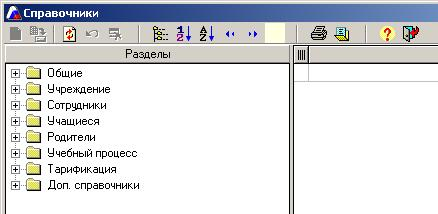 Справочники
Разделы
Общие
Учреждение
Сотрудники
Учащиеся
Родители
Учебный процесс
Тарификация
Доп. справочники